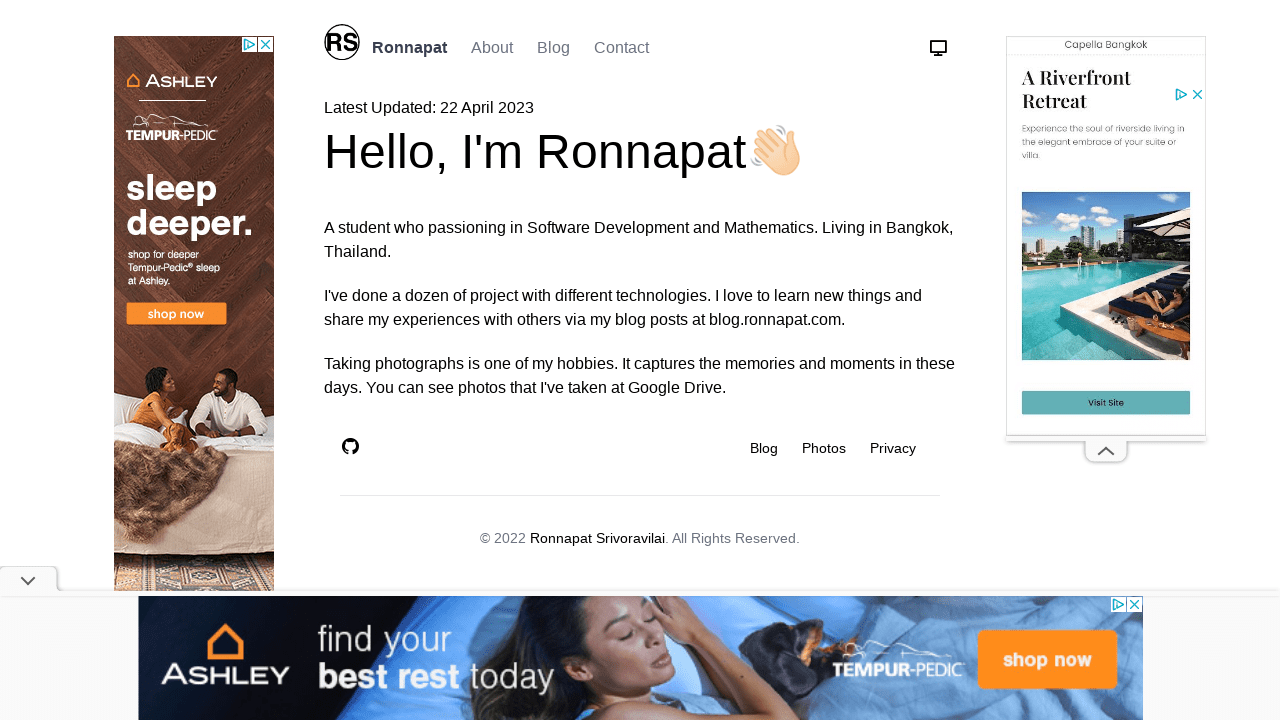 RS
Ronnapat About Blog Contact
ASHLEY
TEMPUR-PEDIC
sleep
deeper.
shop for deeper
Tempur-Pedic® sleep
at Ashley.
shop now
Latest Updated: 22 April 2023
Hello, I'm Ronnapat👋🏻
A student who passioning in Software Development and Mathematics. Living in Bangkok,
Thailand.
I've done a dozen of project with different technologies. I love to learn new things and
share my experiences with others via my blog posts at blog.ronnapat.com.
Taking photographs is one of my hobbies. It captures the memories and moments in these
days. You can see photos that I've taken at Google Drive.
Blog Photos Privacy
© 2022 Ronnapat Srivoravilai. All Rights Reserved.
Capella Bangkok
A Riverfront
Retreat
Experience the soul of riverside living in
the elegant embrace of your suite or
villa.
Visit Site
ASHLEY
find your
best rest today
TEMPUR-PEDIC
shop now